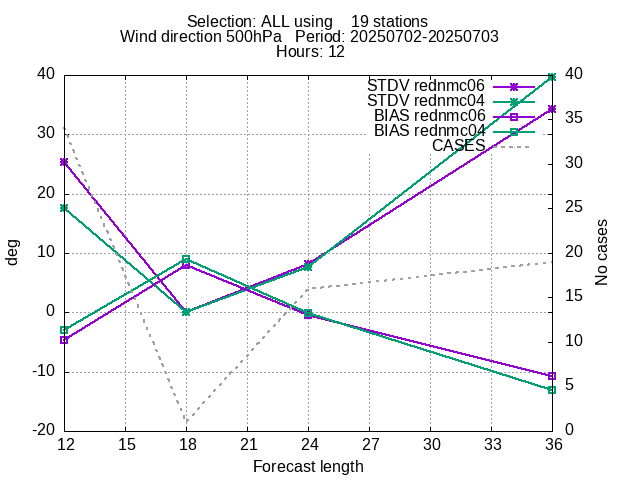 Selection: ALL using    19 stations
Wind direction 500hPa   Period: 20250702-20250703
Hours: 12
STDV rednmc06
STDV rednmc04
BIAS rednmc06
BIAS rednmc04
CASES
40
30
20
10
0
-10
-20
deg
40
35
30
25
20
15
10
5
0
No cases
12 15 18 21 24 27 30 33 36
Forecast length